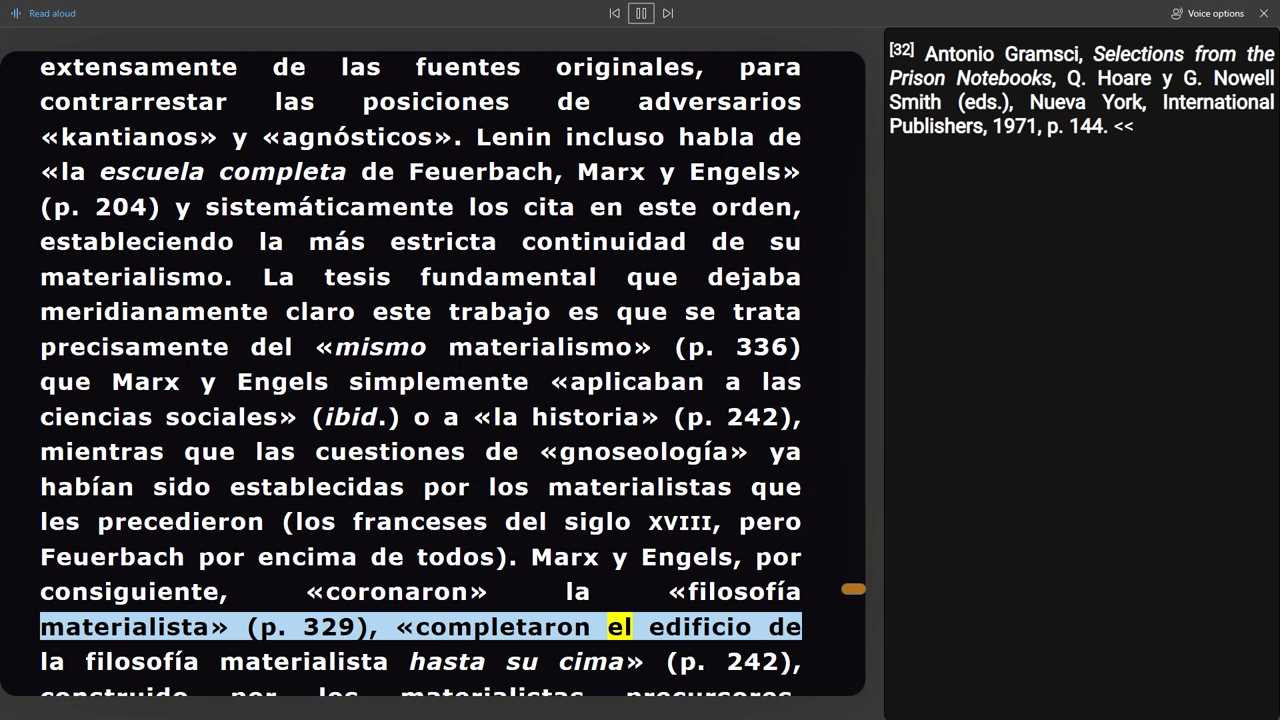 Read aloud
Voice options
extensamente de las fuentes originales, para
contrarrestar las posiciones de adversarios
«kantianos» y «agnósticos». Lenin incluso habla de
«la escuela completa de Feuerbach, Marx y Engels»
(p. 204) y sistemáticamente los cita en este orden,
estableciendo la más estricta continuidad de su
materialismo. La tesis fundamental que dejaba
meridianamente claro este trabajo es que se trata
precisamente del «mismo materialismo» (p. 336)
que Marx y Engels simplemente «aplicaban a las
ciencias sociales» (ibid.) o a «la historia» (p. 242),
mientras que las cuestiones de «gnoseología» ya
habían sido establecidas por los materialistas que
les precedieron (los franceses del siglo XVIII, pero
Feuerbach por encima de todos). Marx y Engels, por
consiguiente, «coronaron» la «filosofía
materialista» (p. 329), «completaron el edificio de
la filosofía materialista hasta su cima» (p. 242),
construido por los materialistas precursores,
[32] Antonio Gramsci, Selections from the
Prison Notebooks, Q. Hoare y G. Nowell
Smith (eds.), Nueva York, International
Publishers, 1971, p. 144. <<